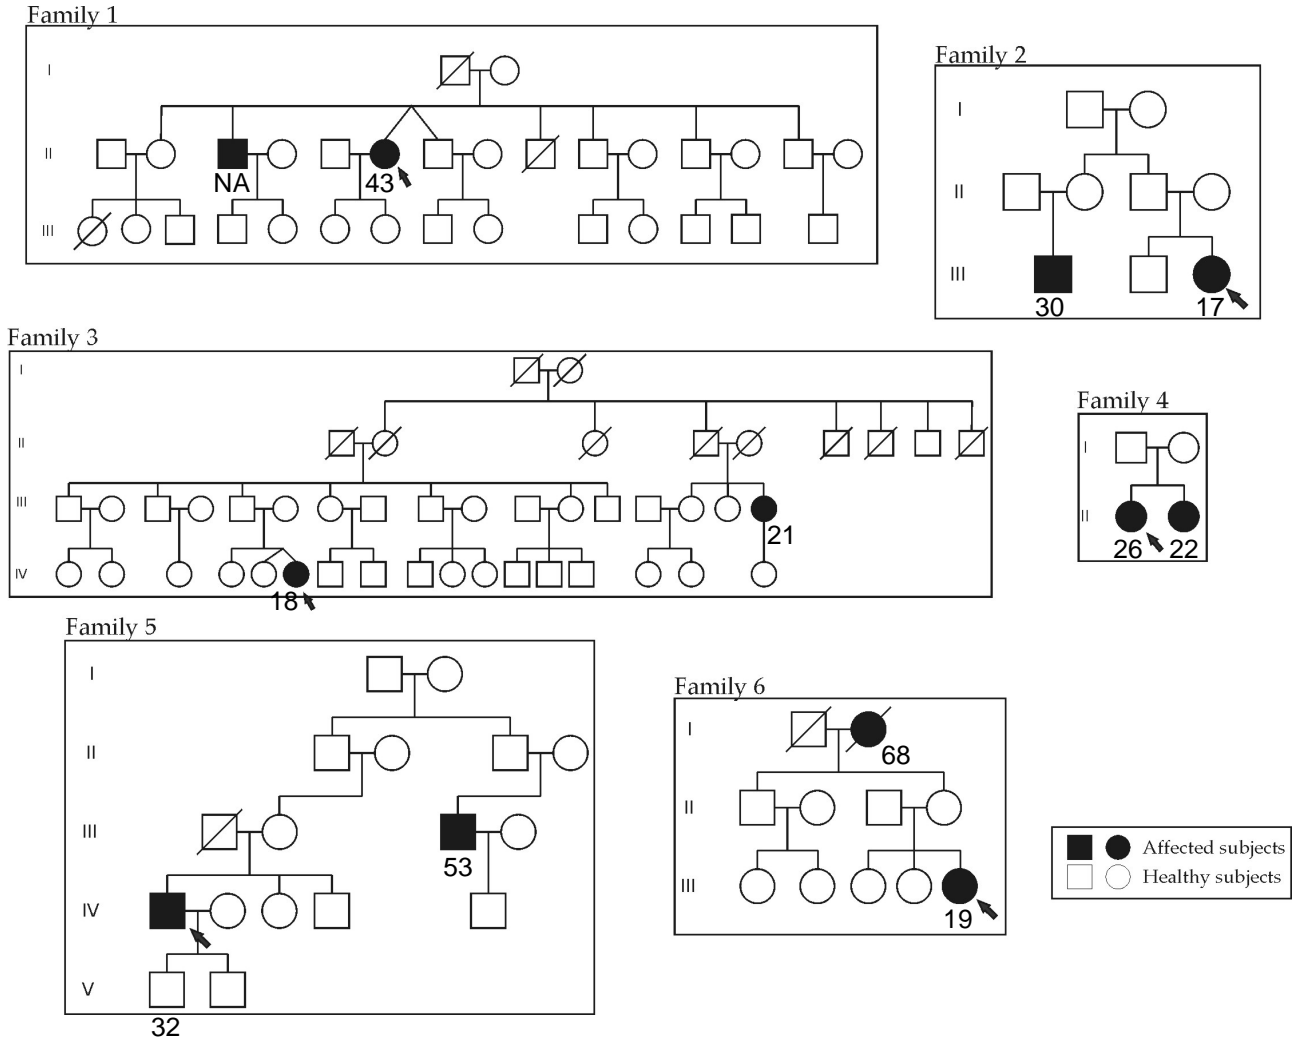 Family 1
I
II
NA
43
III
Family 2
I
II
III
30
17
Family 3
I
II
III
21
IV
18
Family 4
I
II
26
22
Family 5
I
II
III
53
IV
V
32
Family 6
I
68
II
III
19
Affected subjects
Healthy subjects